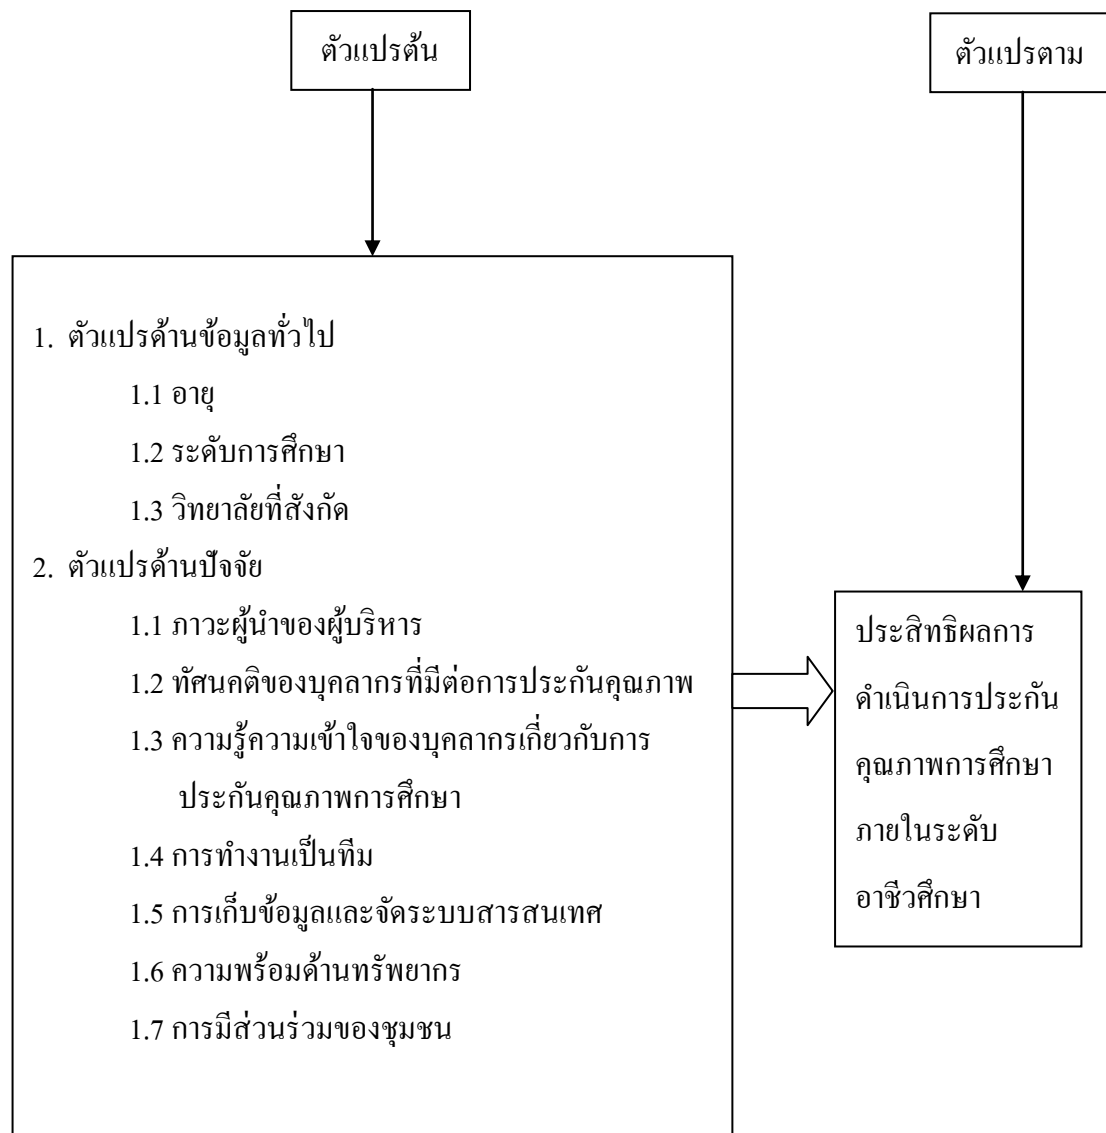 ตัวแปรต้น
ตัวแปรตาม
1. ตัวแปรด้านข้อมูลทั่วไป
1.1 อายุ
1.2 ระดับการศึกษา
1.3 วิทยาลัยที่สังกัด
2. ตัวแปรด้านปัจจัย
1.1 ภาวะผู้นำของผู้บริหาร
1.2 ทัศนคติของบุคลากรที่มีต่อการประกันคุณภาพ
1.3 ความรู้ความเข้าใจของบุคลากรเกี่ยวกับการ
ประกันคุณภาพการศึกษา
1.4 การทำงานเป็นทีม
1.5 การเก็บข้อมูลและจัดระบบสารสนเทศ
1.6 ความพร้อมด้านทรัพยากร
1.7 การมีส่วนร่วมของชุมชน
ประสิทธิผลการ
ดำเนินการประกัน
คุณภาพการศึกษา
ภายในระดับ
อาชีวศึกษา